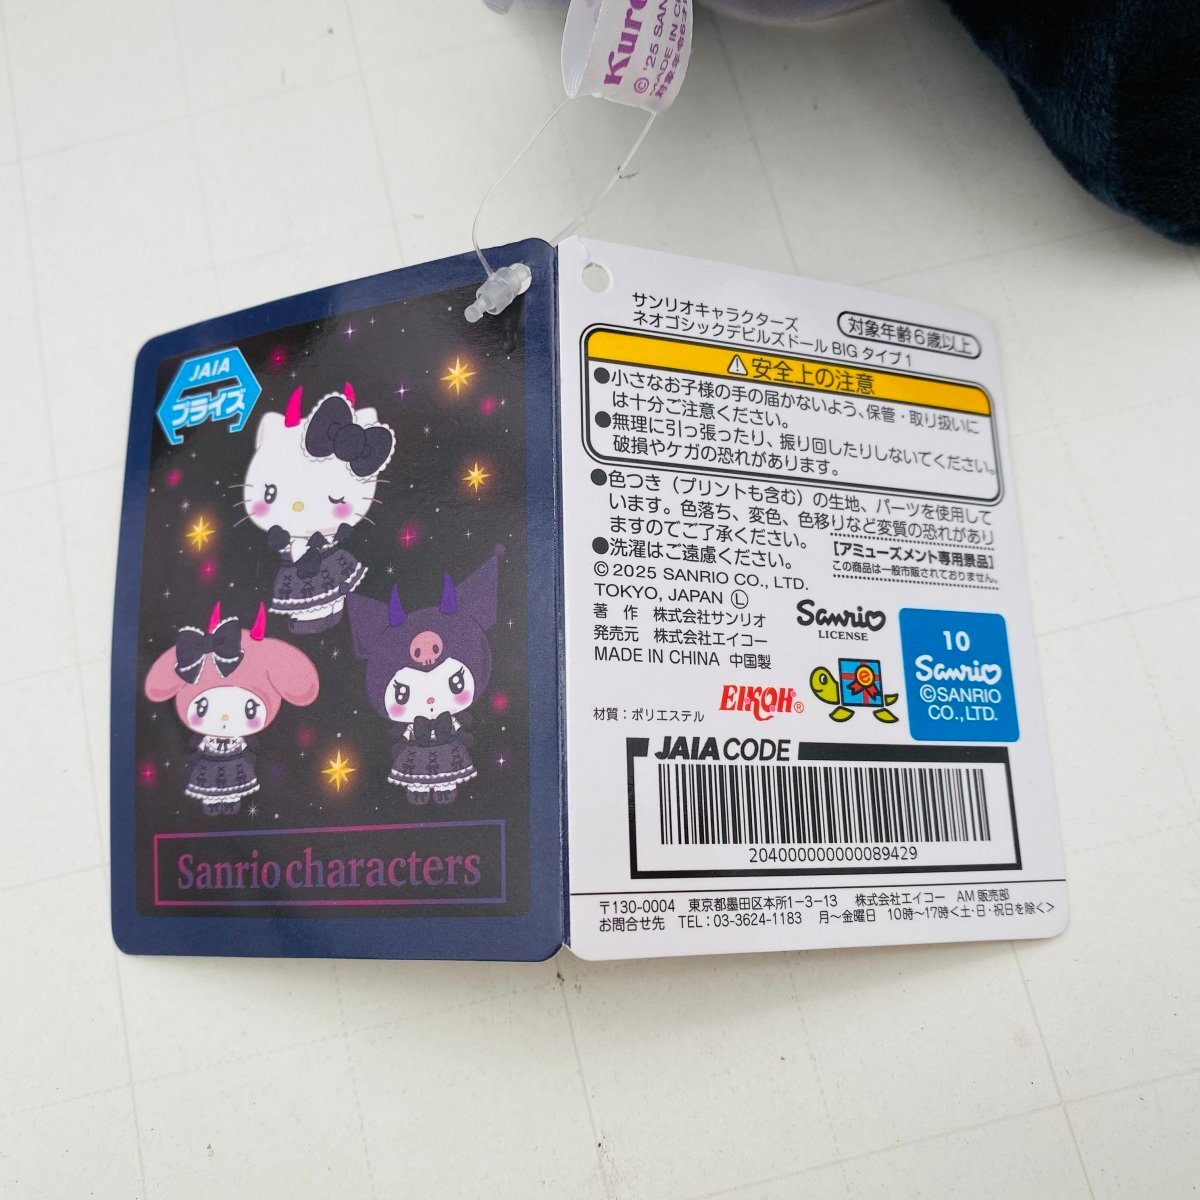 Kuro
© '25 SAN
MADE IN C
JAIA
プライズ
Sanrio characters
サンリオキャラクターズ
ネオゴシックデビルズドール BIG タイプ1
対象年齢6歳以上
⚠安全上の注意
●小さなお子様の手の届かないよう、保管・取り扱いに
は十分ご注意ください。
●無理に引っ張ったり、振り回したりしないてください。
破損やケガの恐れがあります。
●色つき（プリントも含む）の生地、パーツを使用して
います。色落ち、変色、色移りなど変質の恐れがあり
ますのでご了承ください。
●洗濯はご遠慮ください。
【アミューズメント専用景品】
この商品は一般市販されておりません。
© 2025 SANRIO CO., LTD.
TOKYO, JAPAN Ⓛ
著 作 株式会社サンリオ
発売元 株式会社エイコー
MADE IN CHINA 中国製
Sanrio
LICENSE
10
Sanrio
©SANRIO
CO.,LTD.
材質：ポリエステル
EIKOH®
e
JAIA CODE
204000000000089429
〒130-0004 東京都墨田区本所1-3-13 株式会社エイコー AM販売部
お問合せ先 TEL：03-3624-1183 月～金曜日 10時～17時<土・日・祝日を除く>